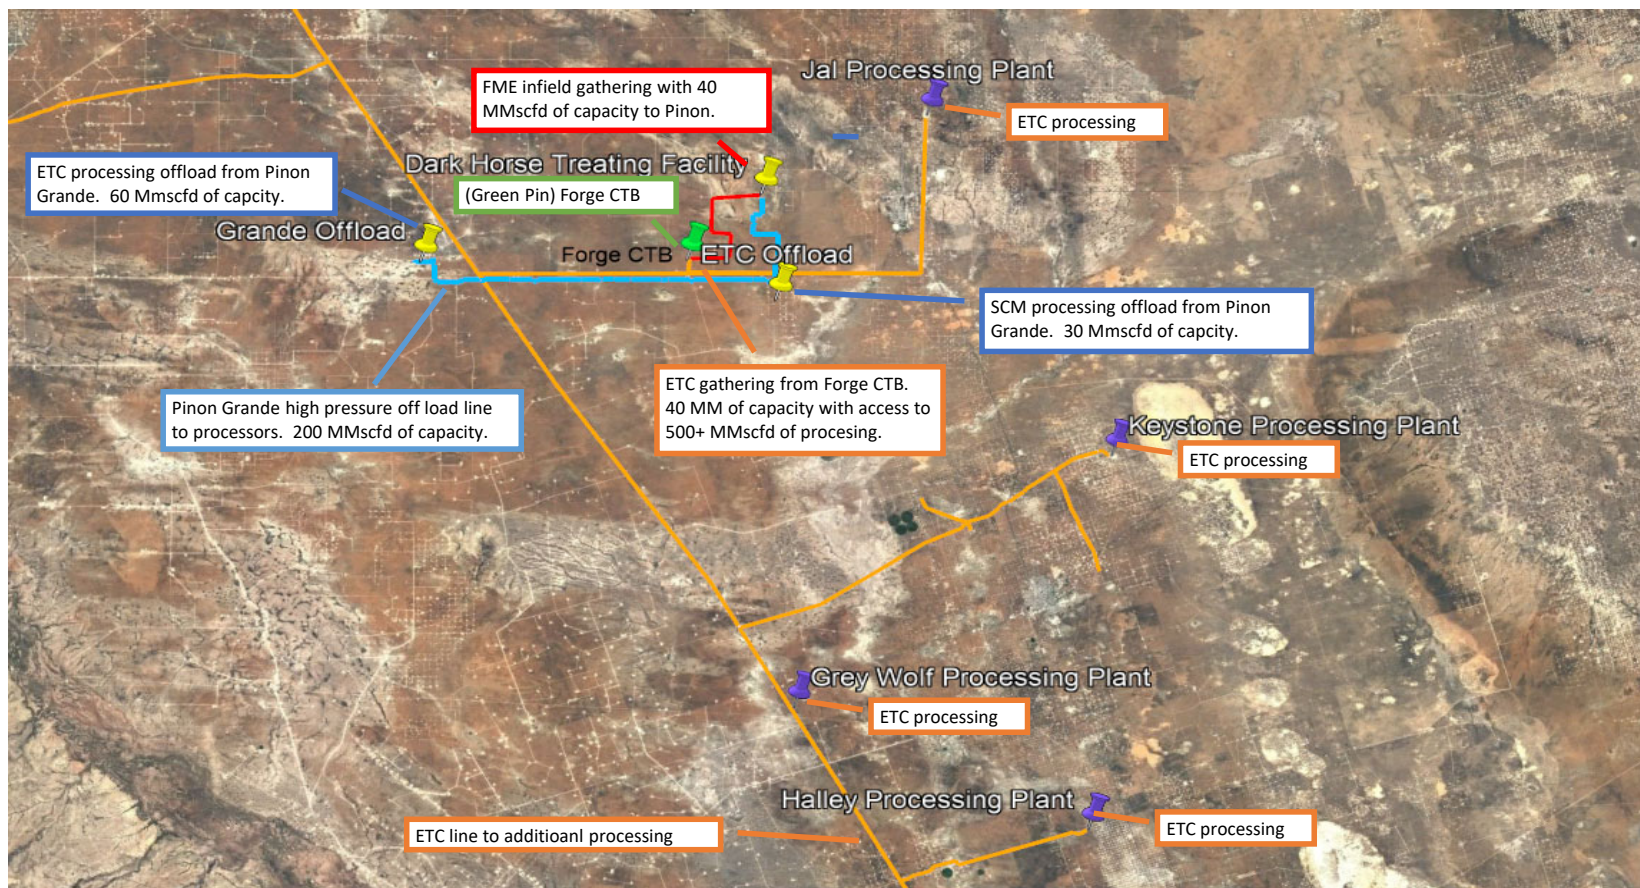 Jal Processing Plant
FME infield gathering with 40
MMscfd of capacity to Pinon.
ETC processing
Dark Horse Treating Facility
ETC processing offload from Pinon
Grande.  60 Mmscfd of capcity.
(Green Pin) Forge CTB
Grande Offload
Forge CTB
ETC Offload
SCM processing offload from Pinon
Grande.  30 Mmscfd of capcity.
ETC gathering from Forge CTB.
40 MM of capacity with access to
500+ MMscfd of procesing.
Pinon Grande high pressure off load line
to processors.  200 MMscfd of capacity.
Keystone Processing Plant
ETC processing
Grey Wolf Processing Plant
ETC processing
Halley Processing Plant
ETC line to additioanl processing
ETC processing